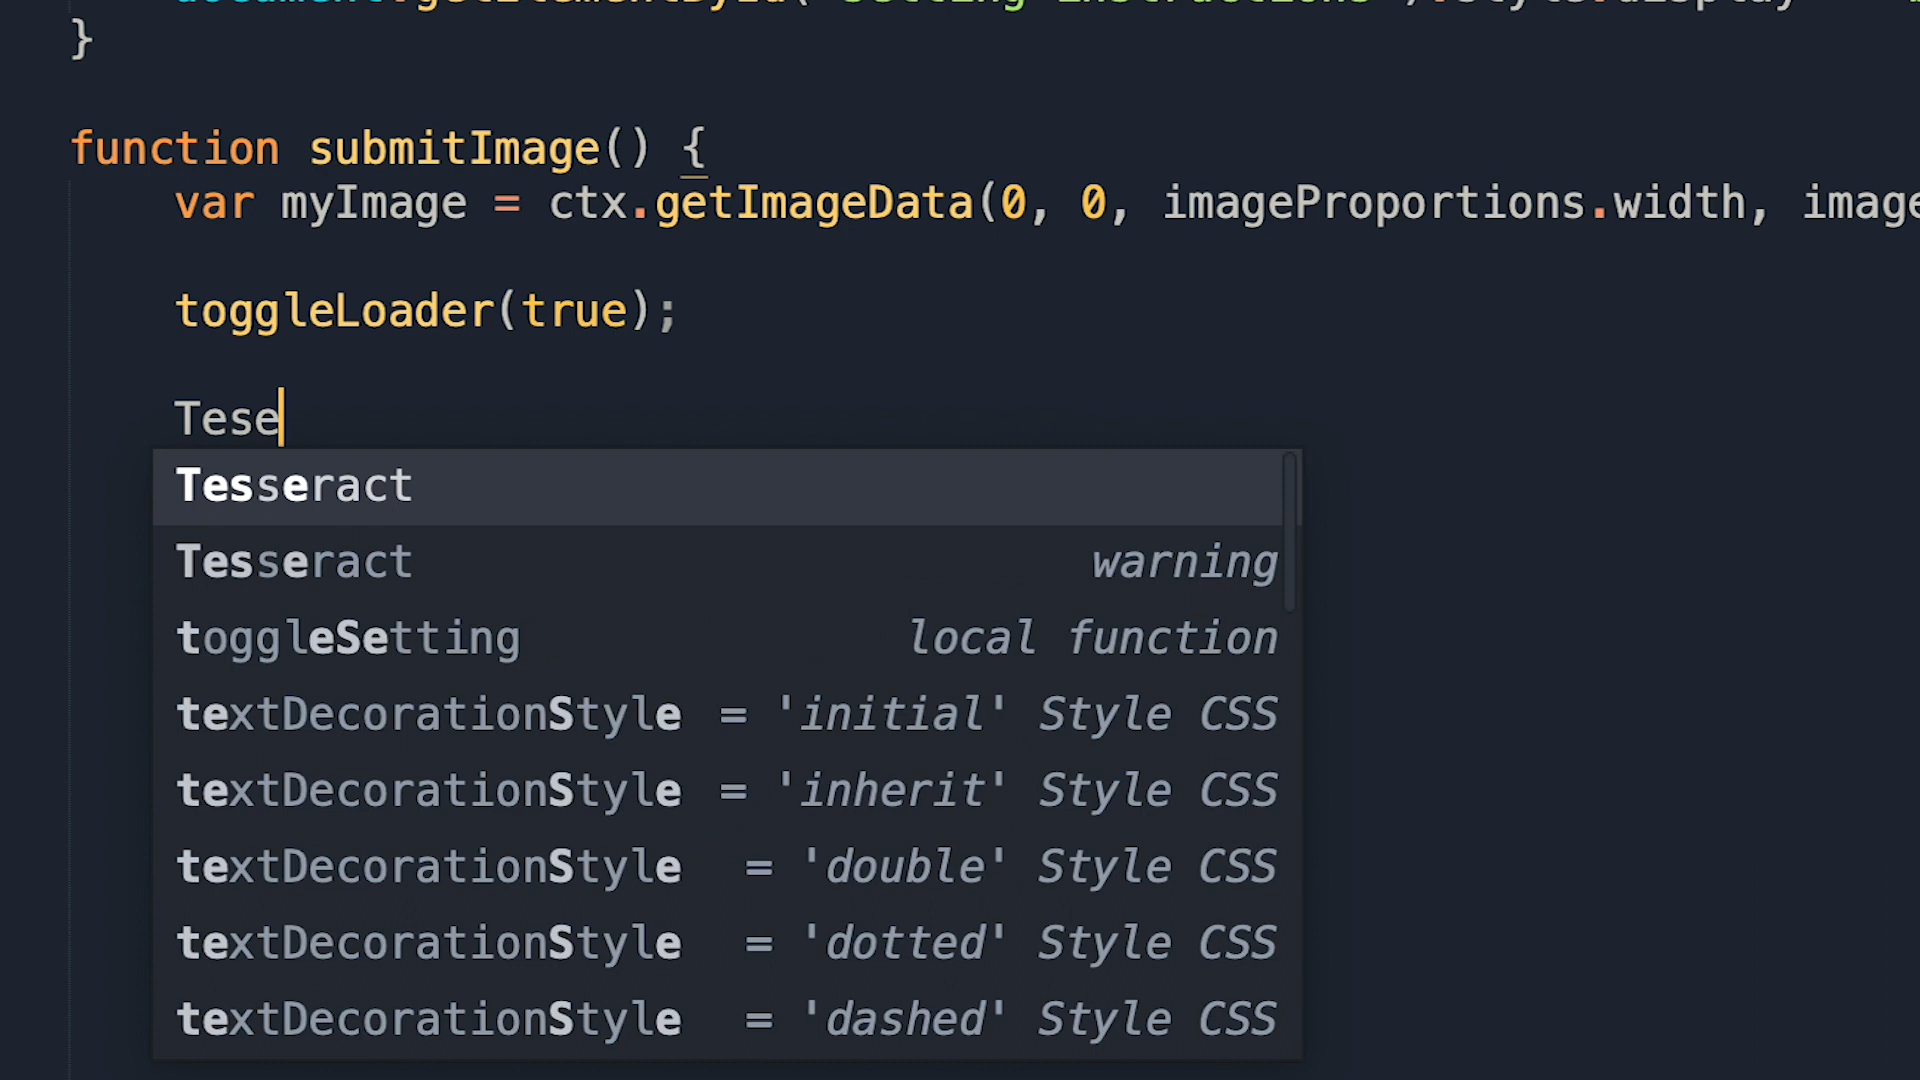 }
function submitImage() {
var myImage = ctx.getImageData(0, 0, imageProportions.width, image
toggleLoader(true);
Tese
Tesseract
Tesseract warning
toggleSetting local function
textDecorationStyle = 'initial' Style CSS
textDecorationStyle = 'inherit' Style CSS
textDecorationStyle = 'double' Style CSS
textDecorationStyle = 'dotted' Style CSS
textDecorationStyle = 'dashed' Style CSS